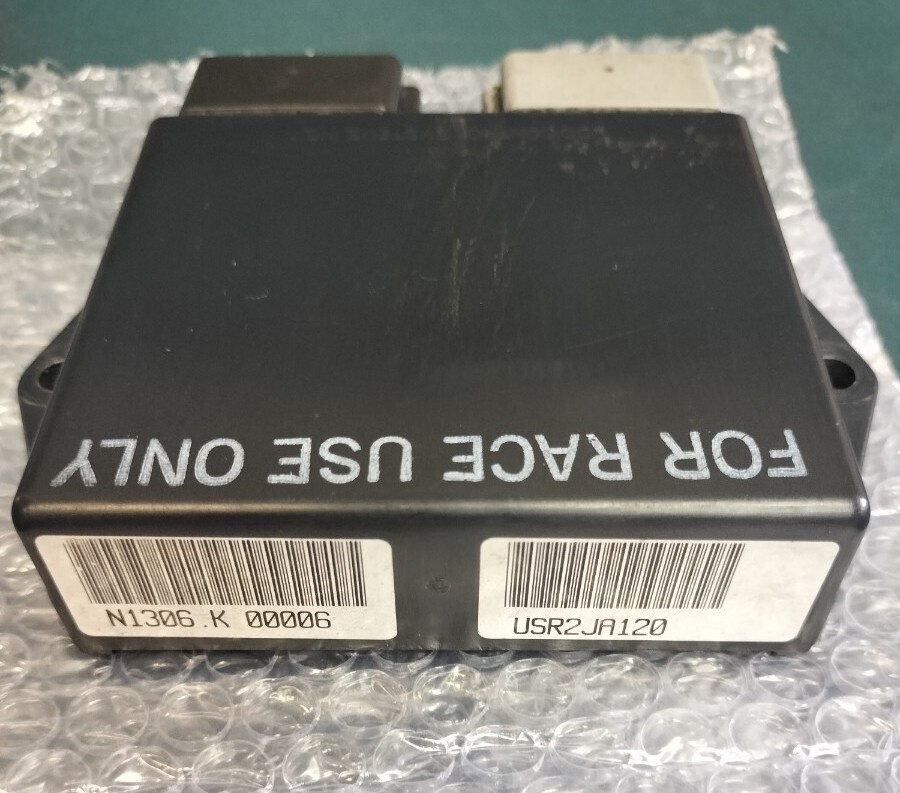 FOR RACE USE ONLY
N1306.K 00006
USR2JA120